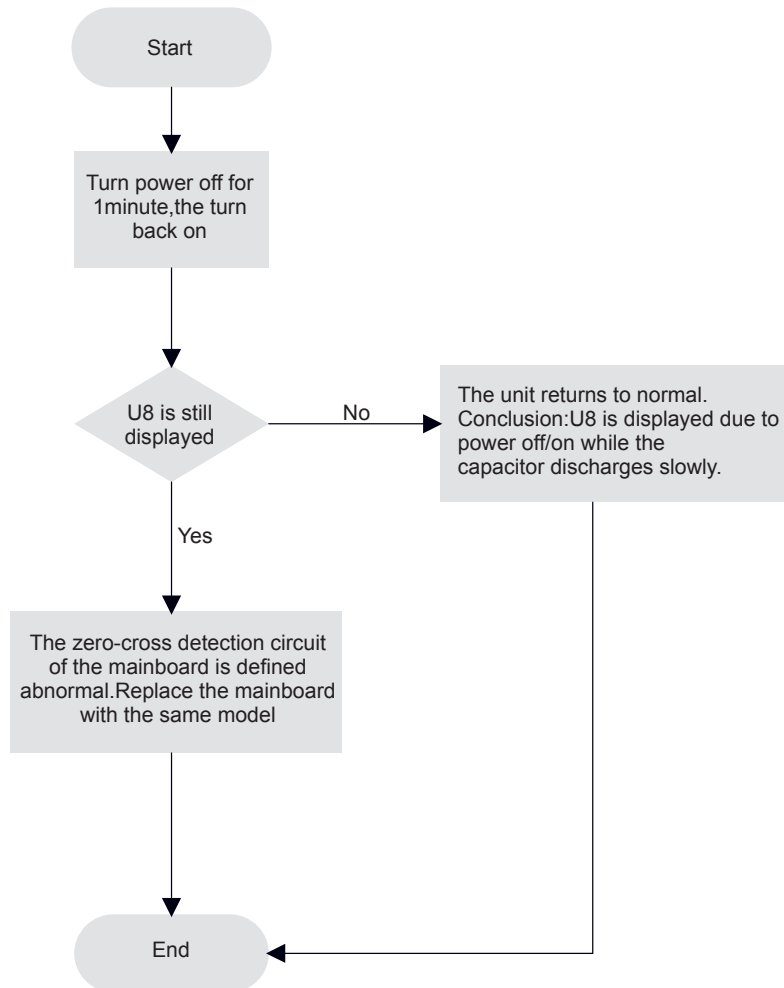 Start
Turn power off for
1minute,the turn
back on
U8 is still
displayed
No
The unit returns to normal.
Conclusion:U8 is displayed due to
power off/on while the
capacitor discharges slowly.
Yes
The zero-cross detection circuit
of the mainboard is defined
abnormal.Replace the mainboard
with the same model
End